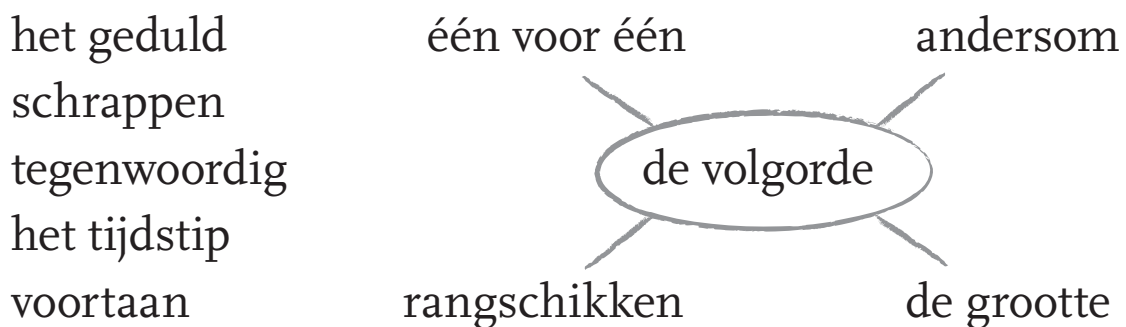 het geduld
schrappen
tegenwoordig
het tijdstip
voortaan
één voor één
andersom
de volgorde
rangschikken
de grootte